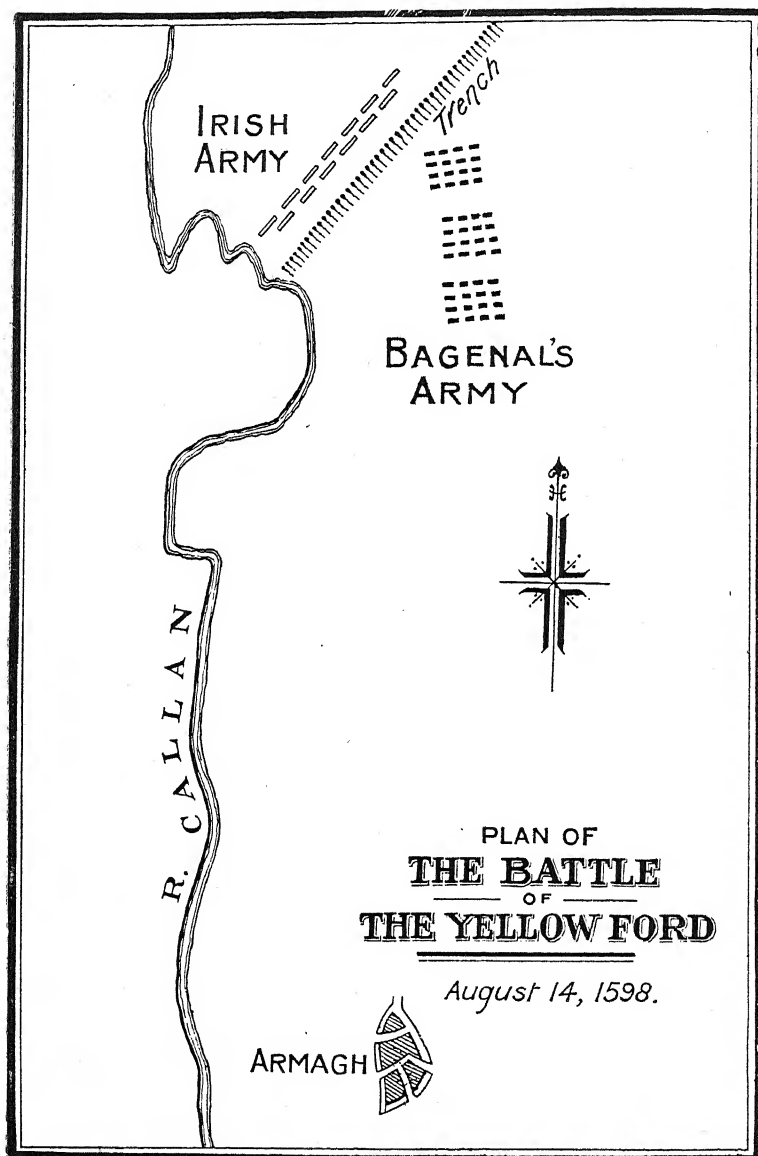 IRISH
ARMY
Trench
BAGENAL'S
ARMY
R. CALLAN
PLAN OF
THE BATTLE
OF
THE YELLOW FORD
August 14, 1598.
ARMAGH